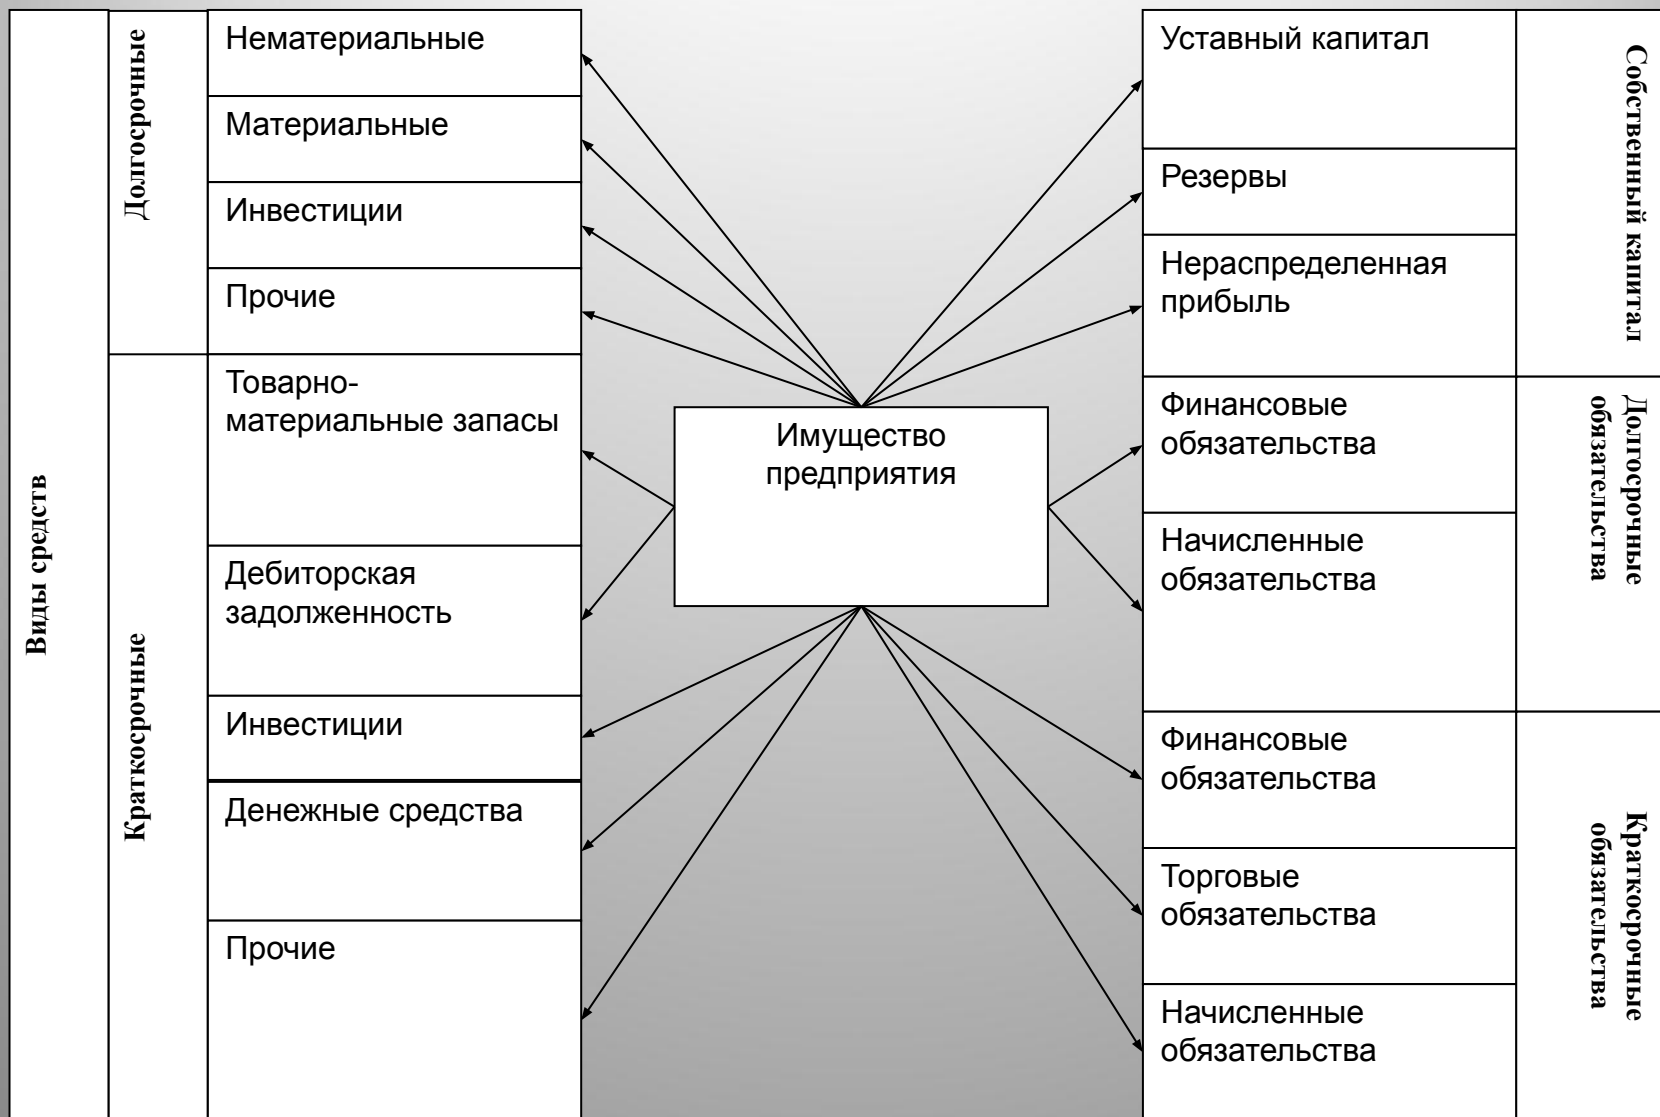 Виды средств
Долгосрочные
Нематериальные
Материальные
Инвестиции
Прочие
Краткосрочные
Товарно-
материальные запасы
Дебиторская
задолженность
Инвестиции
Денежные средства
Прочие
Имущество
предприятия
Уставный капитал
Резервы
Нераспределенная
прибыль
Собственный капитал
Финансовые
обязательства
Начисленные
обязательства
Долгосрочные
обязательства
Финансовые
обязательства
Торговые
обязательства
Начисленные
обязательства
Краткосрочные
обязательства